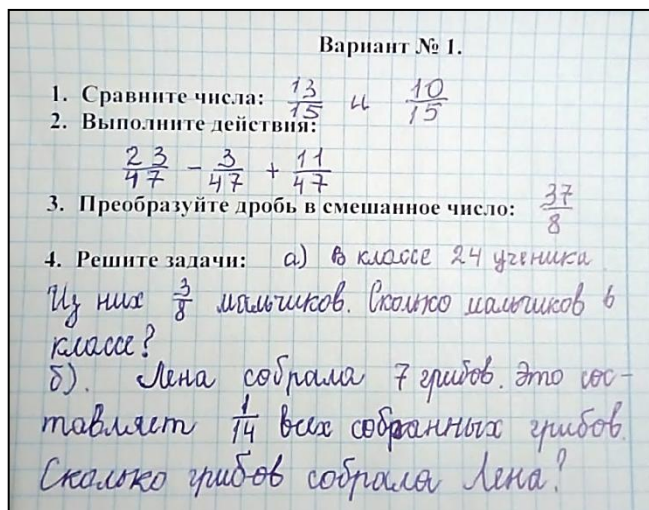 Вариант № 1.
1. Сравните числа: 13/15 и 10/15
2. Выполните действия:
23/47 - 3/47 + 11/47
3. Преобразуйте дробь в смешанное число: 37/8
4. Решите задачи: а) В классе 24 ученика
Из них 3/8 мальчиков. Сколько мальчиков в
классе?
б). Лена собрала 7 грибов. Это сос-
тавляет 1/14 всех собранных грибов.
Сколько грибов собрала Лена?